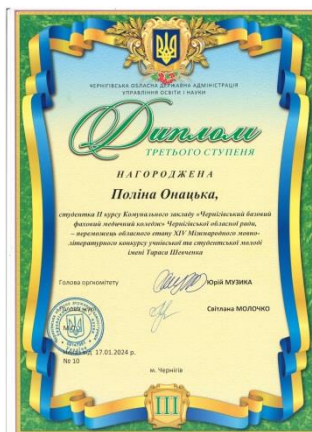 ЧЕРНІГІВСЬКА ОБЛАСНА ДЕРЖАВНА АДМІНІСТРАЦІЯ
УПРАВЛІННЯ ОСВІТИ І НАУКИ
Диплом
ТРЕТЬОГО СТУПЕНЯ
НАГОРОДЖЕНА
Поліна Онацька,
студентка ІІ курсу Комунального закладу «Чернігівський базовий
фаховий медичний коледж» Чернігівської обласної ради,
– переможець обласного етапу XIV Міжнародного мовно-
літературного конкурсу учнівської та студентської молоді
імені Тараса Шевченка
Голова оргкомітету Юрій МУЗИКА
Світлана МОЛОЧКО
від 17.01.2024 р.
№ 10
м. Чернігів
III